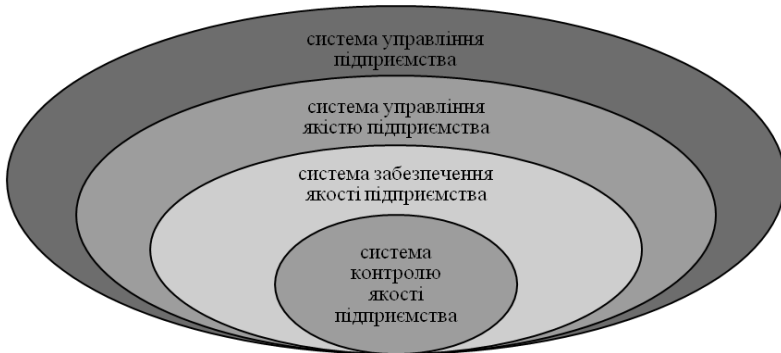 система управління
підприємства
система управління
якістю підприємства
система забезпечення
якості підприємства
система
контролю
якості
підприємства